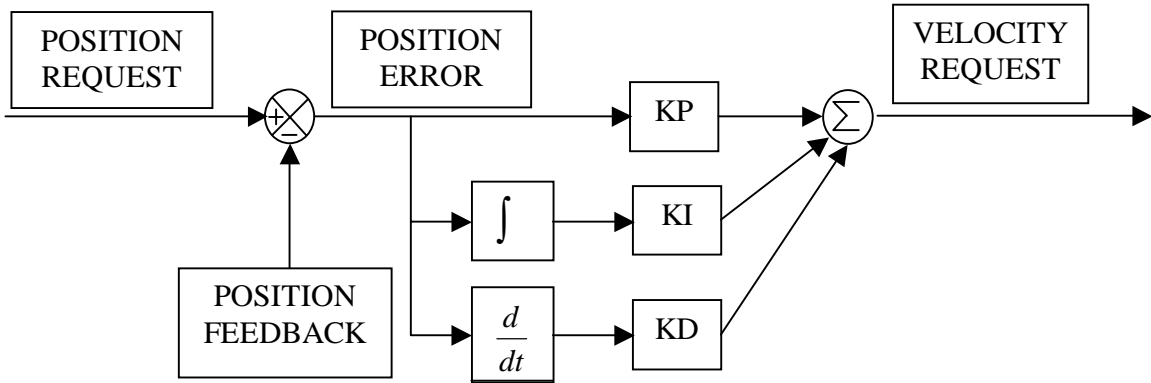 POSITION
REQUEST
POSITION
ERROR
VELOCITY
REQUEST
+
−
KP
Σ
∫
KI
POSITION
FEEDBACK
d
dt
KD